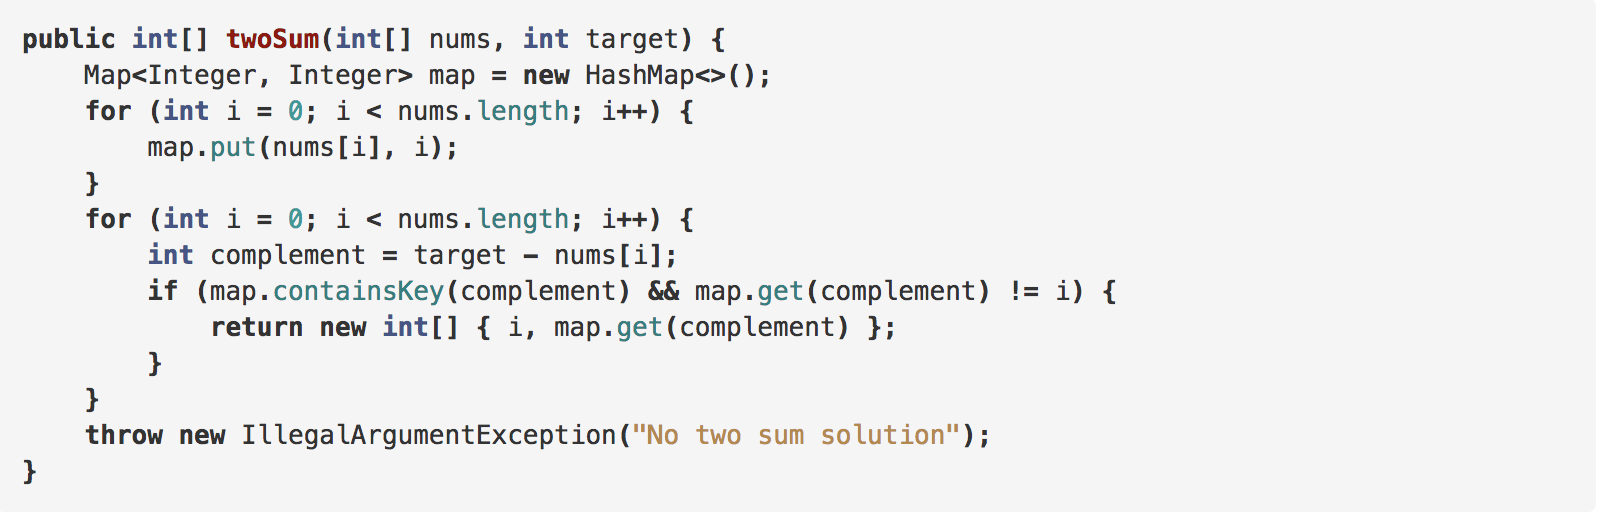 public int[] twoSum(int[] nums, int target) {
    Map<Integer, Integer> map = new HashMap<>();
    for (int i = 0; i < nums.length; i++) {
        map.put(nums[i], i);
    }
    for (int i = 0; i < nums.length; i++) {
        int complement = target - nums[i];
        if (map.containsKey(complement) && map.get(complement) != i) {
            return new int[] { i, map.get(complement) };
        }
    }
    throw new IllegalArgumentException("No two sum solution");
}